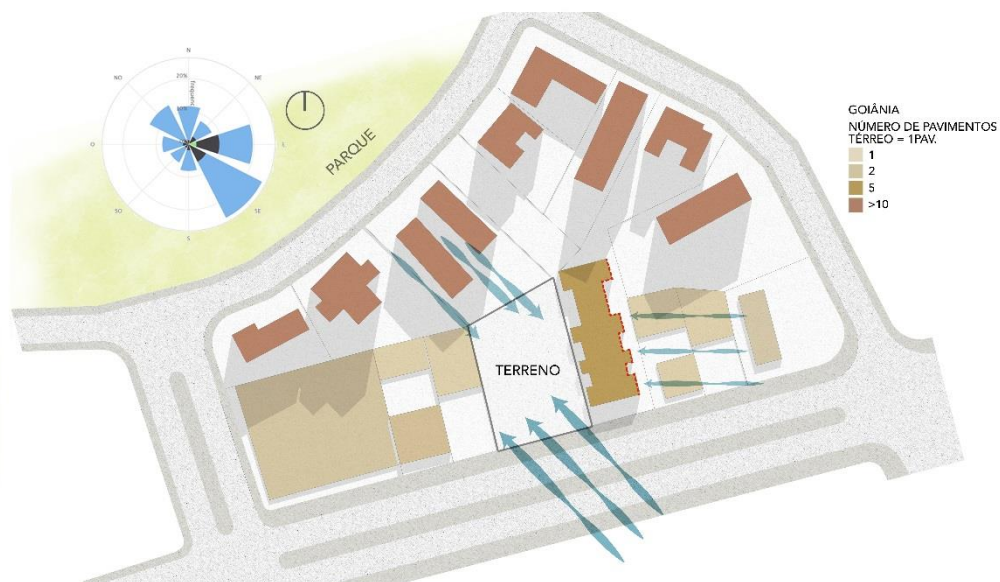 N
NO
NE
20%
O
L
SO
SE
S
PARQUE
TERRENO
GOIÂNIA
NÚMERO DE PAVIMENTOS
TÉRREO = 1PAV.
1
2
5
>10